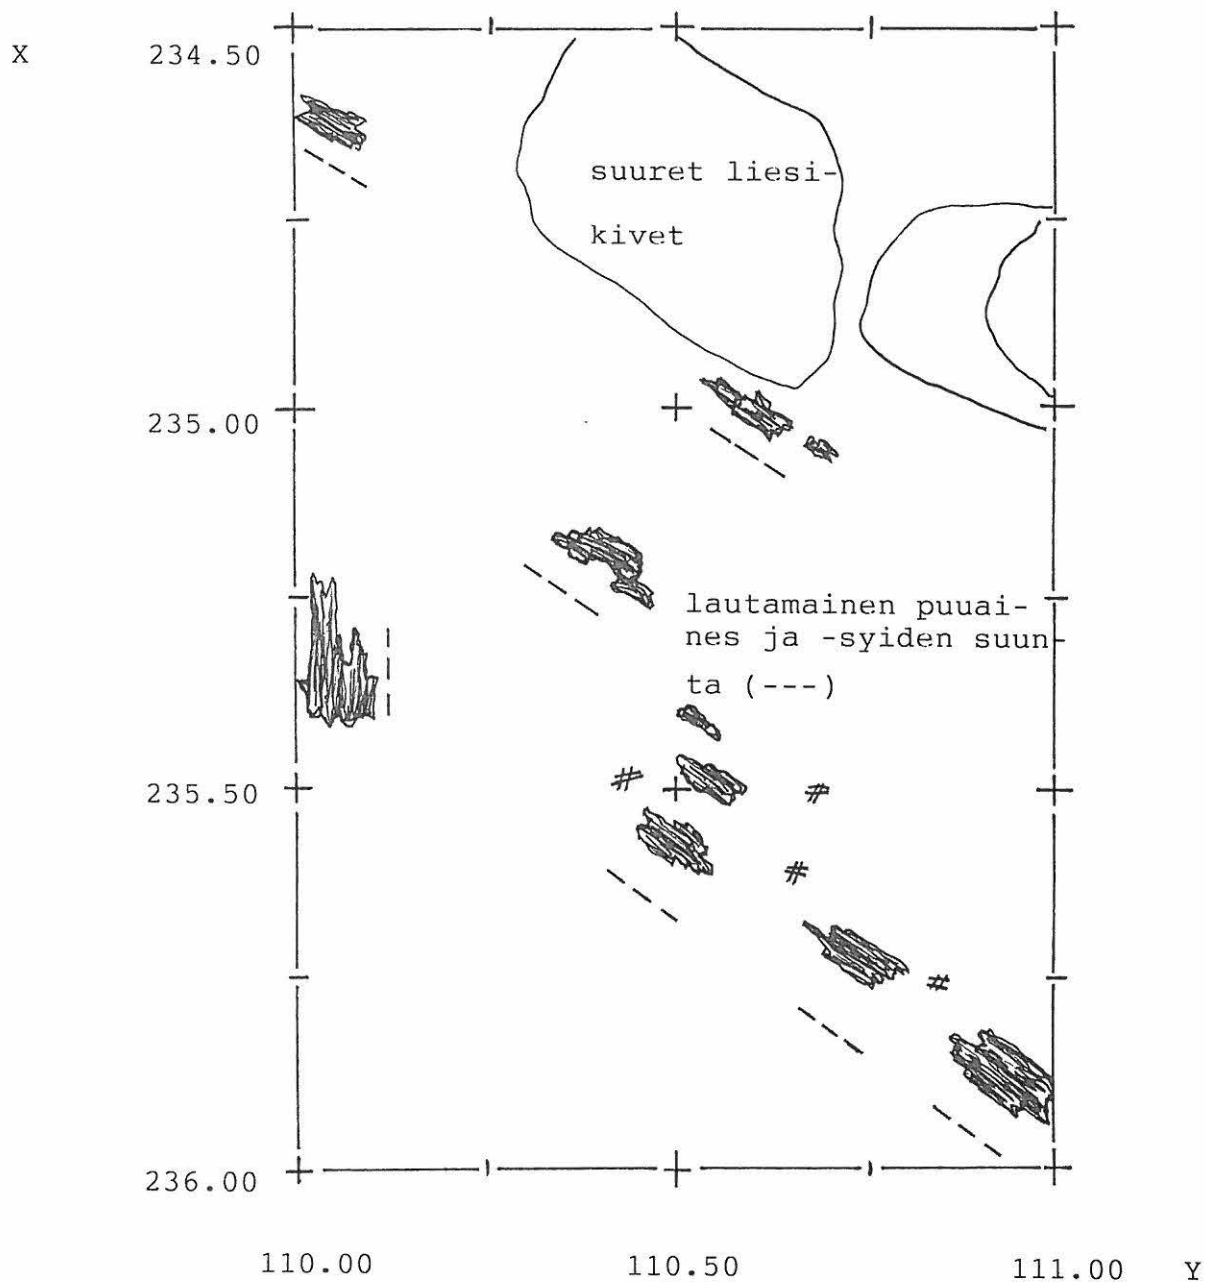 X 234.50
suuret liesi-
kivet
235.00
lautamainen puuai-
nes ja -syiden suun-
ta (---)
235.50
#
#
#
#
236.00
110.00 110.50 111.00 Y